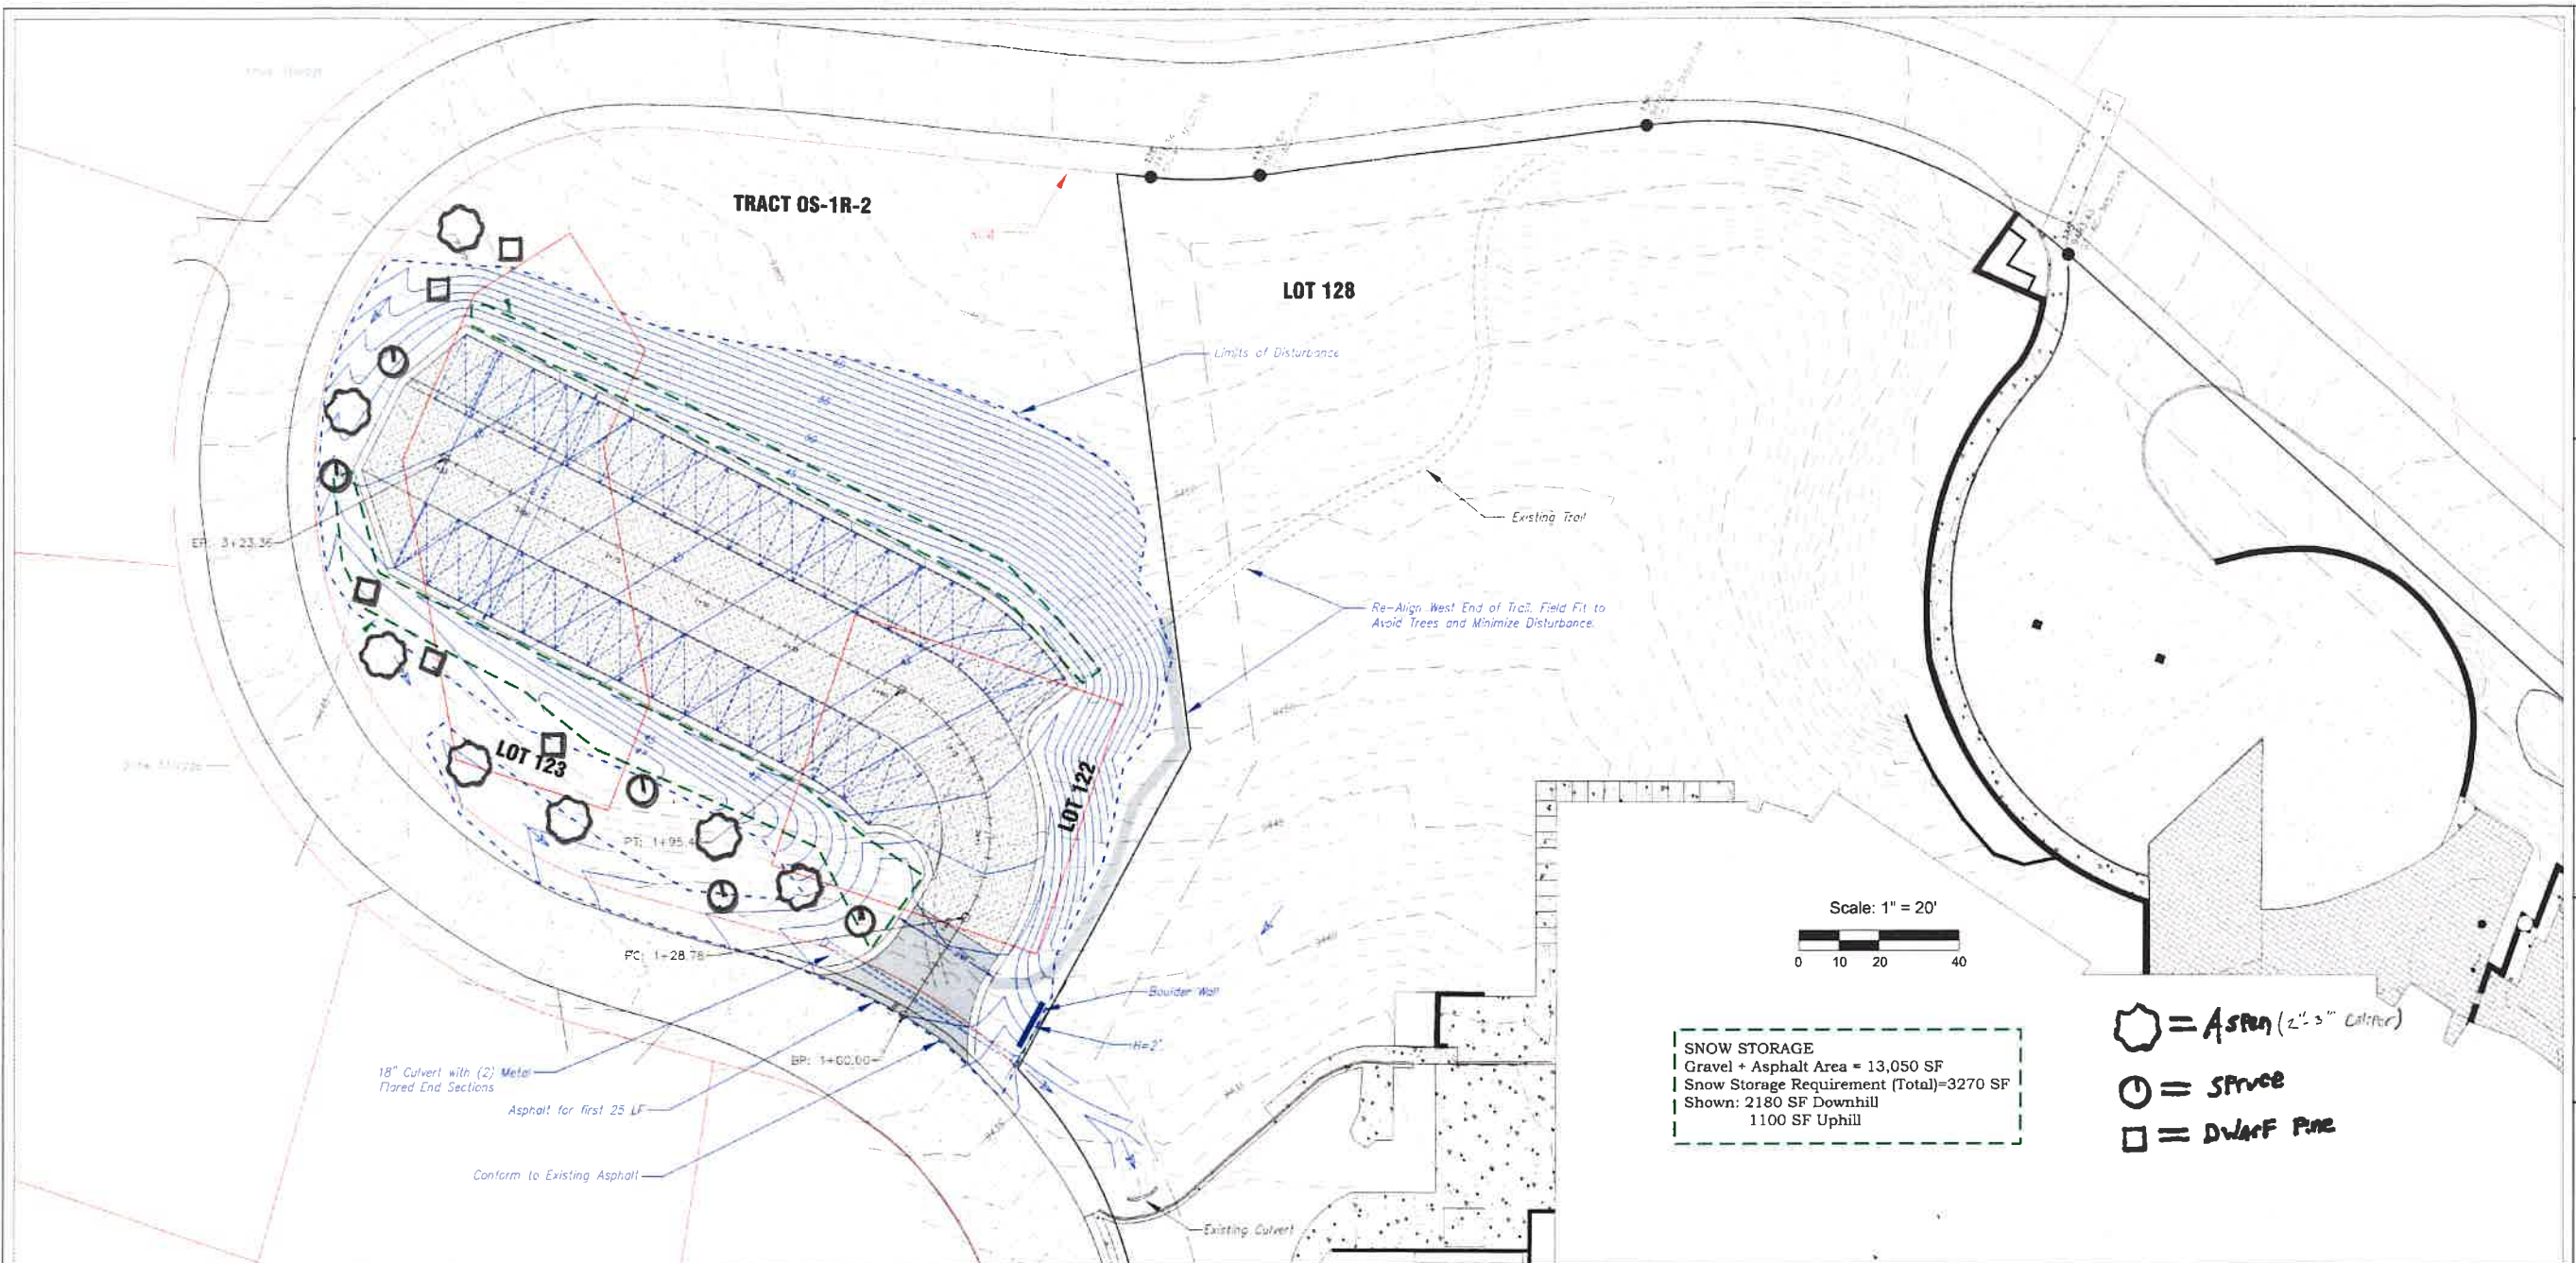 TRACT OS-1R-2
LOT 128
Limits of Disturbance
Existing Trail
EP: 3+23.36
Re-Align West End of Trail, Field Fit to
Avoid Trees and Minimize Disturbance.
LOT 123
LOT 122
PT: 1+95.4
PC: 1+28.78
BP: 1+00.00
Boulder Wall
H=2'
18" Culvert with (2) Metal
Flared End Sections
Asphalt for first 25 LF
Conform to Existing Asphalt
Existing Culvert
9450
9445
9440
9435
Scale: 1" = 20'
0 10 20 40
SNOW STORAGE
Gravel + Asphalt Area = 13,050 SF
Snow Storage Requirement (Total)=3270 SF
Shown: 2180 SF Downhill
1100 SF Uphill
= Aspen (2"-3" Caliper)
= Spruce
= Dwarf Pine